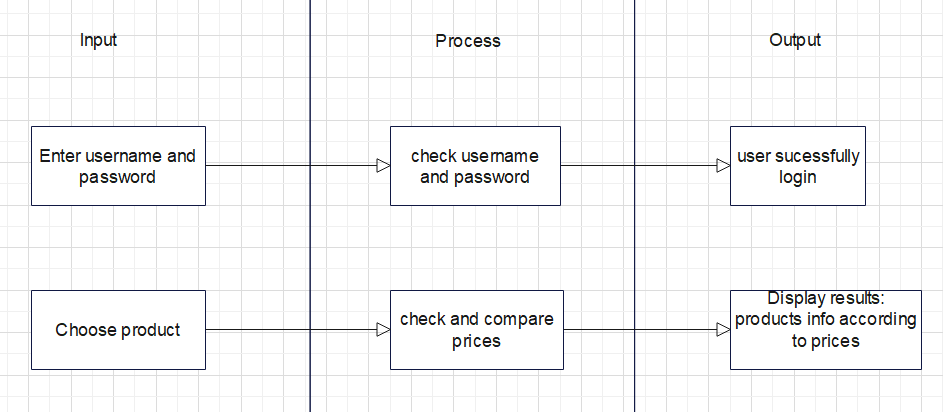 Input
Process
Output
Enter username and
password
check username
and password
user sucessfully
login
Choose product
check and compare
prices
Display results:
products info according
to prices